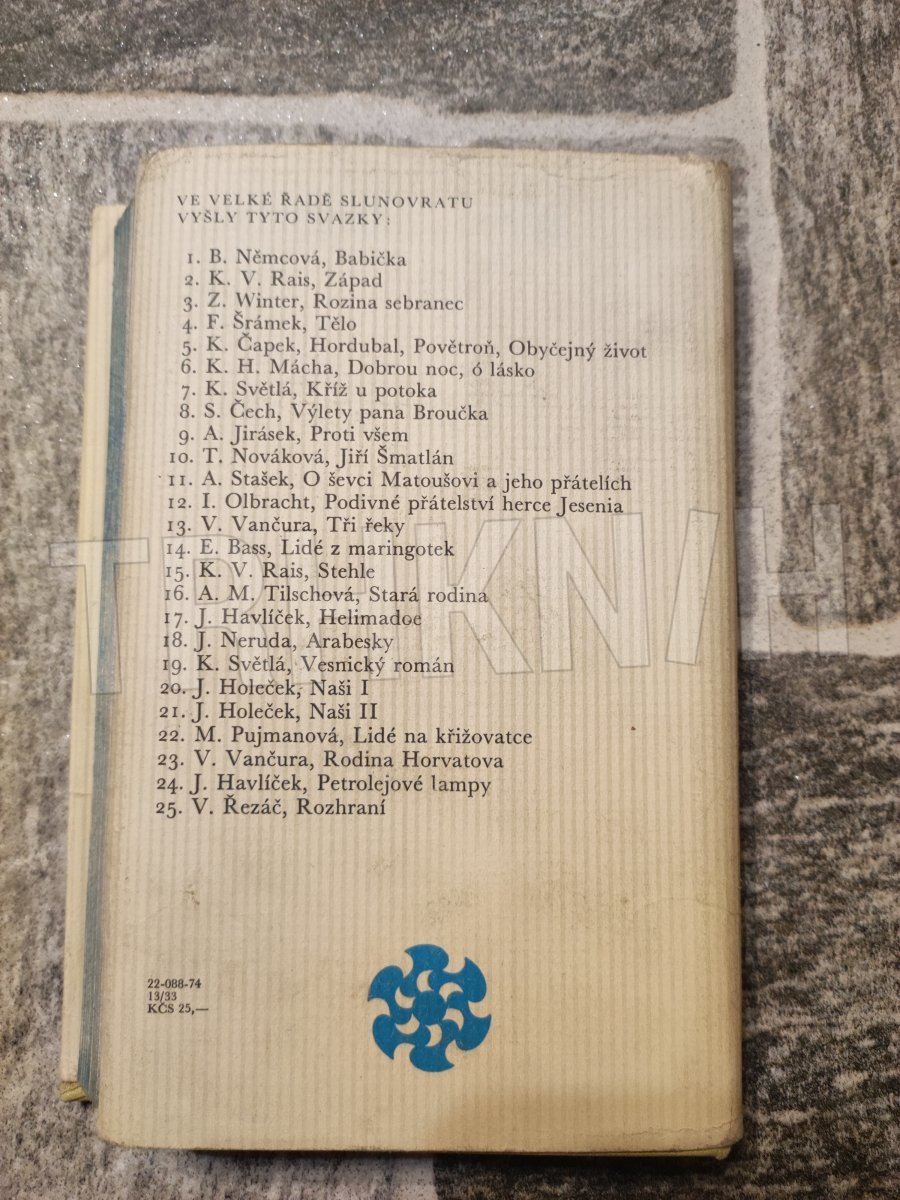 VE VELKÉ ŘADĚ SLUNOVRATU
VYŠLY TYTO SVAZKY:
1. B. Němcová, Babička
2. K. V. Rais, Západ
3. Z. Winter, Rozina sebranec
4. F. Šrámek, Tělo
5. K. Čapek, Hordubal, Povětroň, Obyčejný život
6. K. H. Mácha, Dobrou noc, ó lásko
7. K. Světlá, Kříž u potoka
8. S. Čech, Výlety pana Broučka
9. A. Jirásek, Proti všem
10. T. Nováková, Jiří Šmatlán
11. A. Stašek, O ševci Matoušovi a jeho přátelích
12. I. Olbracht, Podivné přátelství herce Jesenia
13. V. Vančura, Tři řeky
14. E. Bass, Lidé z maringotek
15. K. V. Rais, Stehle
16. A. M. Tilschová, Stará rodina
17. J. Havlíček, Helimadoe
18. J. Neruda, Arabesky
19. K. Světlá, Vesnický román
20. J. Holeček, Naši I
21. J. Holeček, Naši II
22. M. Pujmanová, Lidé na křižovatce
23. V. Vančura, Rodina Horvatova
24. J. Havlíček, Petrolejové lampy
25. V. Řezáč, Rozhraní
22-088-74
13/33
KČS 25,—